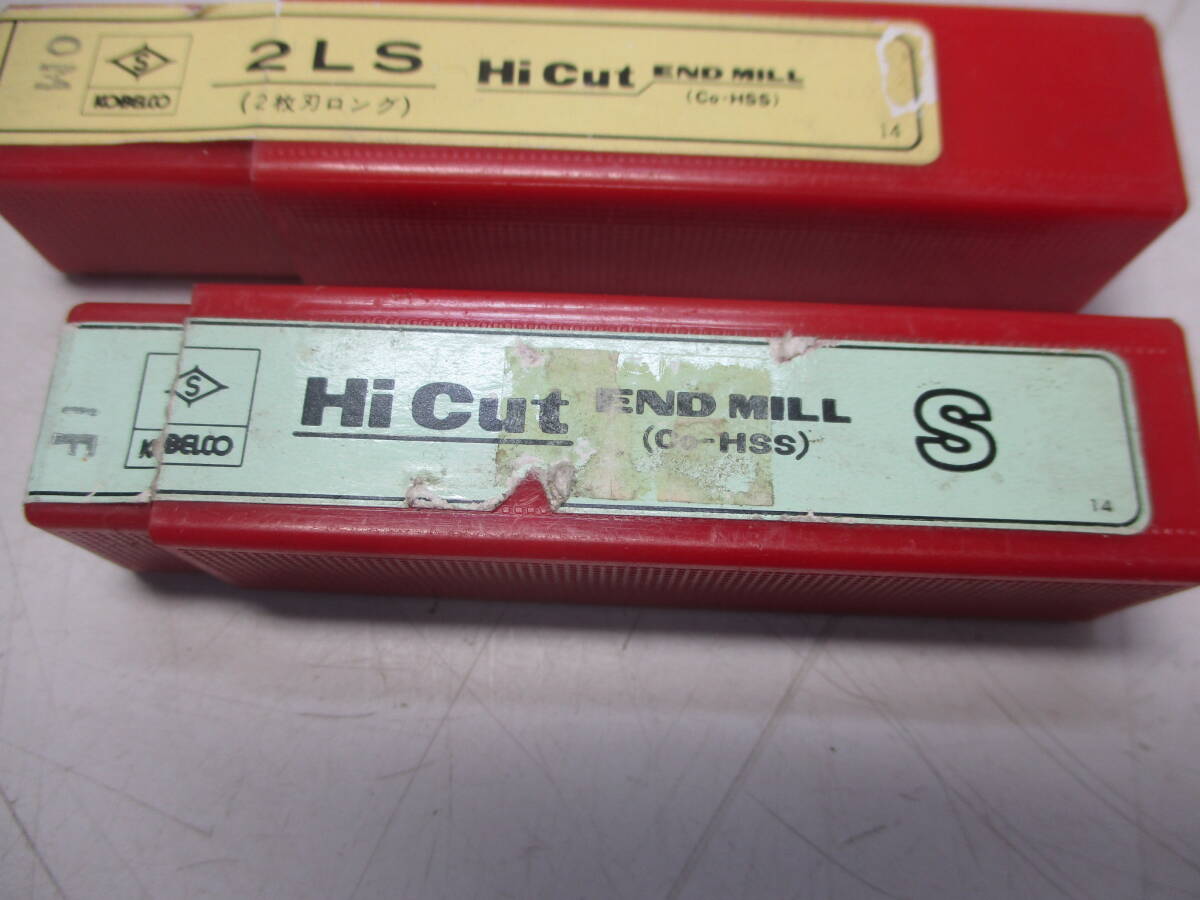 S
KOBELCO
2LS
(2枚刃ロング)
Hi Cut END MILL
(Co-HSS)
14
S
KOBELCO
Hi Cut END MILL
(Co-HSS)
S
14